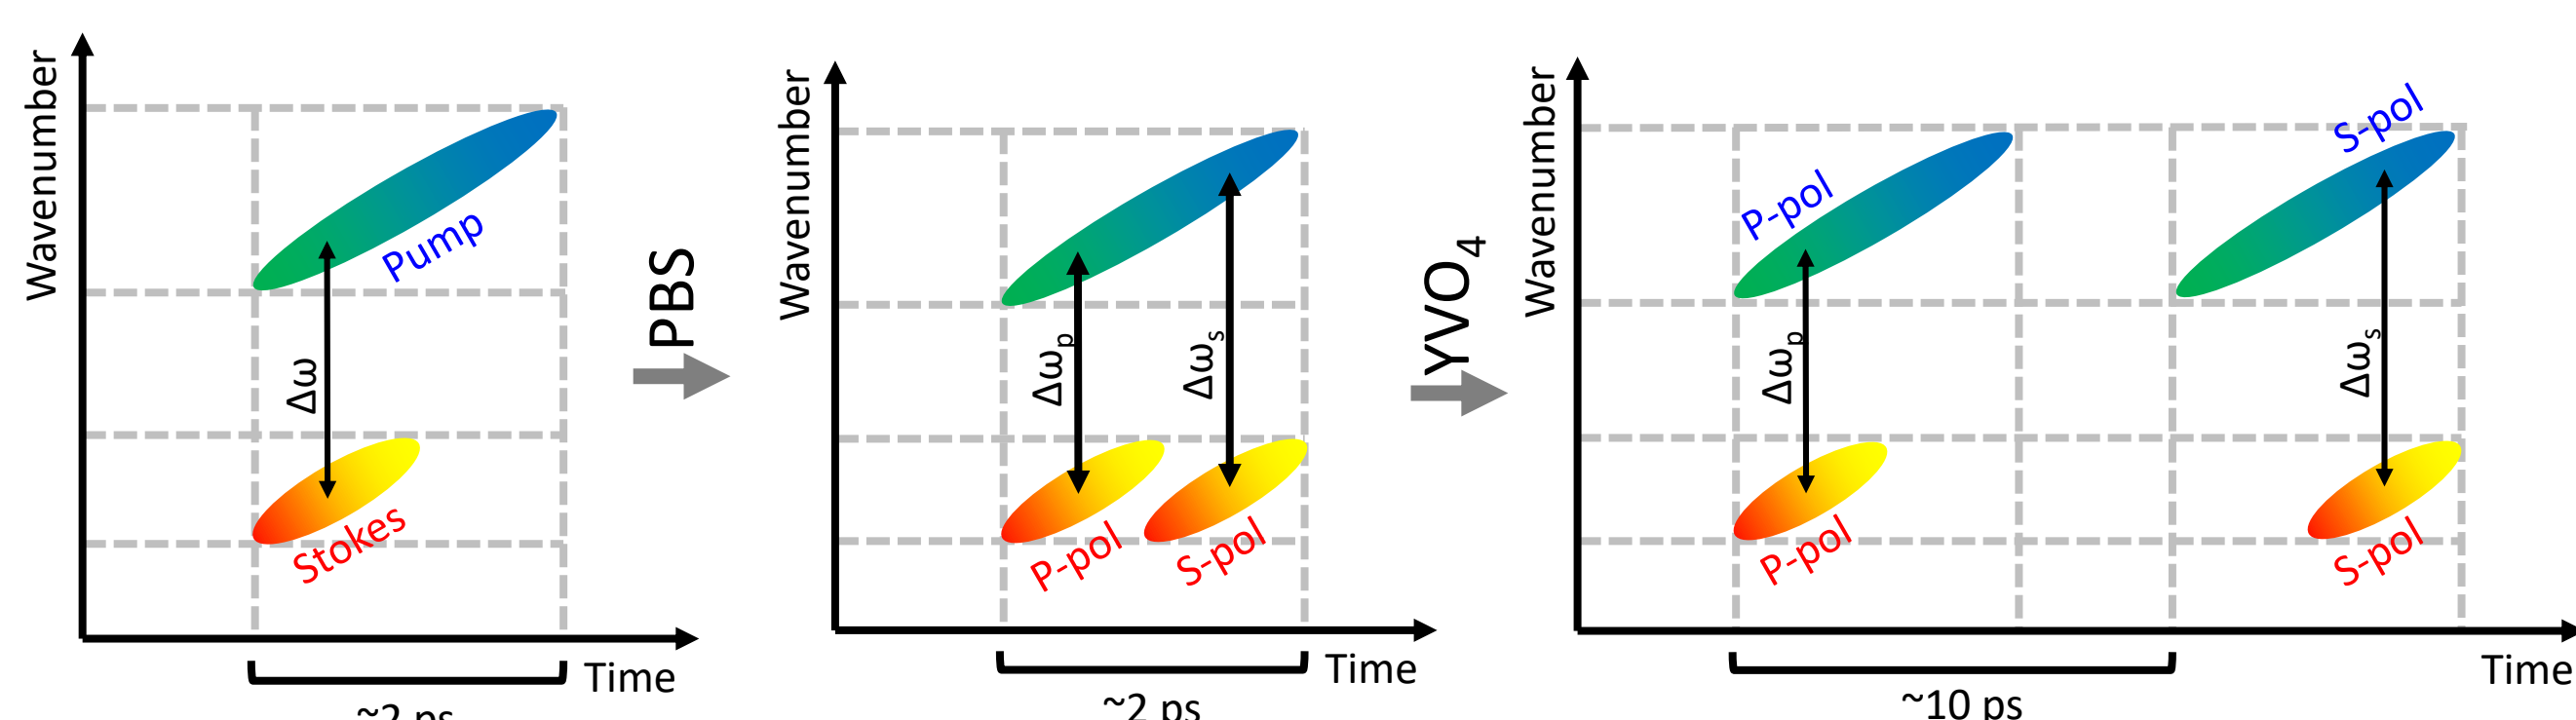 Wavenumber
Pump
Δω
Stokes
Time
~2 ps
PBS
Wavenumber
Δωp
Δωs
P-pol
S-pol
Time
~2 ps
YVO4
Wavenumber
P-pol
S-pol
Δωp
Δωs
P-pol
S-pol
Time
~10 ps